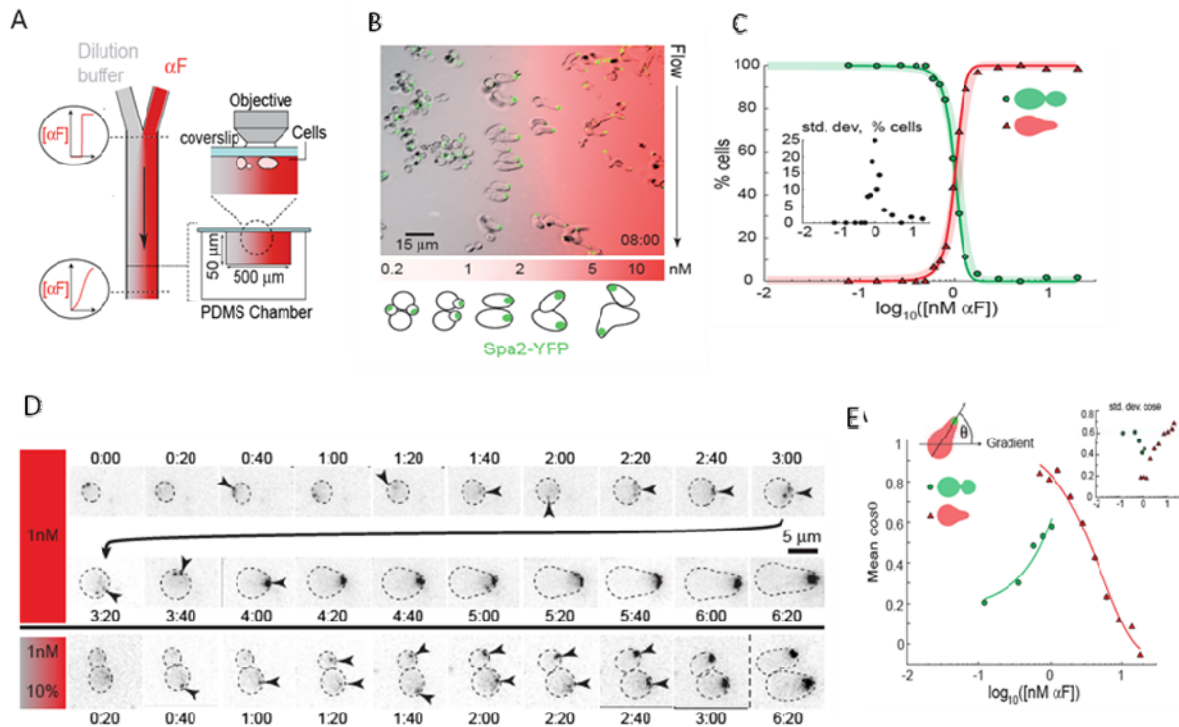 A
Dilution
buffer
αF
[αF]
Objective
coverslip
Cells
50 μm
500 μm
[αF]
PDMS Chamber
B
Flow
15 μm
08:00
0.2 1 2 5 10 nM
Spa2-YFP
C
100
80
60
40
20
0
% cells
std. dev, % cells
25
20
15
10
5
0
-2 -1 0 1
-2 -1 0 1
log10([nM αF])
D
0:00 0:20 0:40 1:00 1:20 1:40 2:00 2:20 2:40 3:00
1nM
5 μm
3:20 3:40 4:00 4:20 4:40 5:00 5:20 5:40 6:00 6:20
1nM
10%
0:20 0:40 1:00 1:20 1:40 2:00 2:20 2:40 3:00 6:20
E
θ
Gradient
std. dev. cosθ
0.8
0.6
0.4
0.2
0
-2 -1 0 1
1
0.8
0.6
0.4
0.2
0
Mean cosθ
-2 -1 0 1
log10([nM αF])